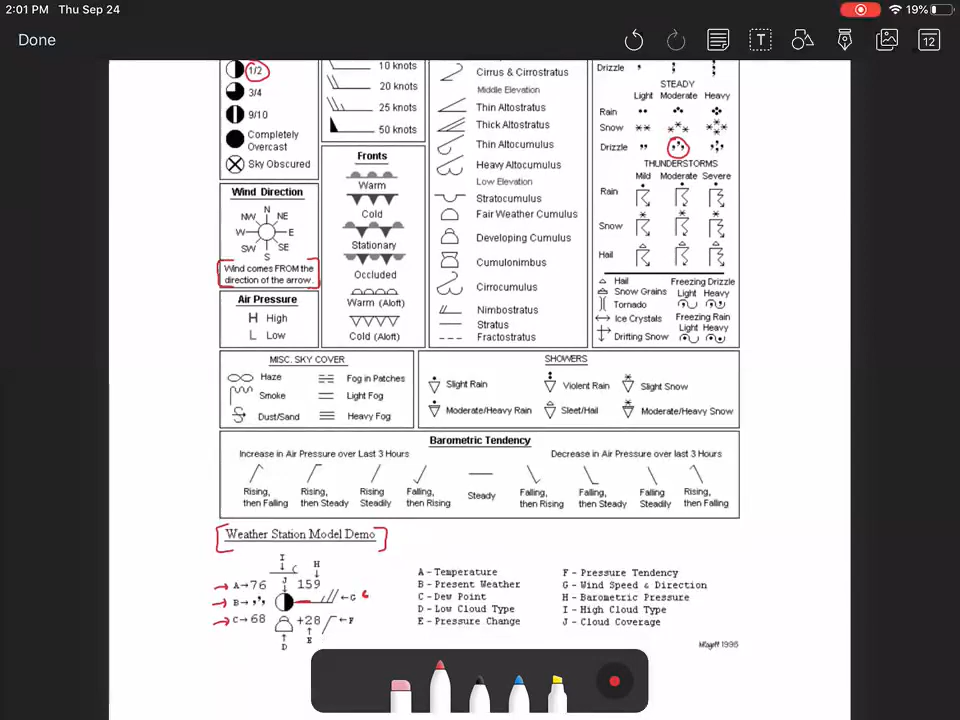 2:01 PM Thu Sep 24
19%
Done
T
12
1/2
3/4
9/10
Completely
Overcast
Sky Obscured
10 knots
20 knots
25 knots
50 knots
Cirrus & Cirrostratus
Middle Elevation
Thin Altostratus
Thick Altostratus
Thin Altocumulus
Heavy Altocumulus
Low Elevation
Stratocumulus
Fair Weather Cumulus
Developing Cumulus
Cumulonimbus
Cirrocumulus
Nimbostratus
Stratus
Fractostratus
Drizzle
STEADY
Light Moderate Heavy
Rain
Snow
Drizzle
THUNDERSTORMS
Mild Moderate Severe
Rain
Snow
Hail
Hail
Snow Grains
Tornado
Ice Crystals
Drifting Snow
Freezing Drizzle
Light Heavy
Freezing Rain
Light Heavy
Wind Direction
N
NW NE
W E
SW SE
S
Wind comes FROM the
direction of the arrow.
Air Pressure
H High
L Low
Fronts
Warm
Cold
Stationary
Occluded
Warm (Aloft)
Cold (Aloft)
MISC. SKY COVER
Haze Fog in Patches
Smoke Light Fog
Dust/Sand Heavy Fog
SHOWERS
Slight Rain Violent Rain Slight Snow
Moderate/Heavy Rain Sleet/Hail Moderate/Heavy Snow
Barometric Tendency
Increase in Air Pressure over Last 3 Hours Decrease in Air Pressure over last 3 Hours
Rising,
then Falling
Rising,
then Steady
Rising
Steadily
Falling,
then Rising
Steady
Falling,
then Rising
Falling,
then Steady
Falling
Steadily
Rising,
then Falling
Weather Station Model Demo
I
H
J
A→76 159
B→ ←G
C→68 +28 ←F
D E
A - Temperature
B - Present Weather
C - Dew Point
D - Low Cloud Type
E - Pressure Change
F - Pressure Tendency
G - Wind Speed & Direction
H - Barometric Pressure
I - High Cloud Type
J - Cloud Coverage